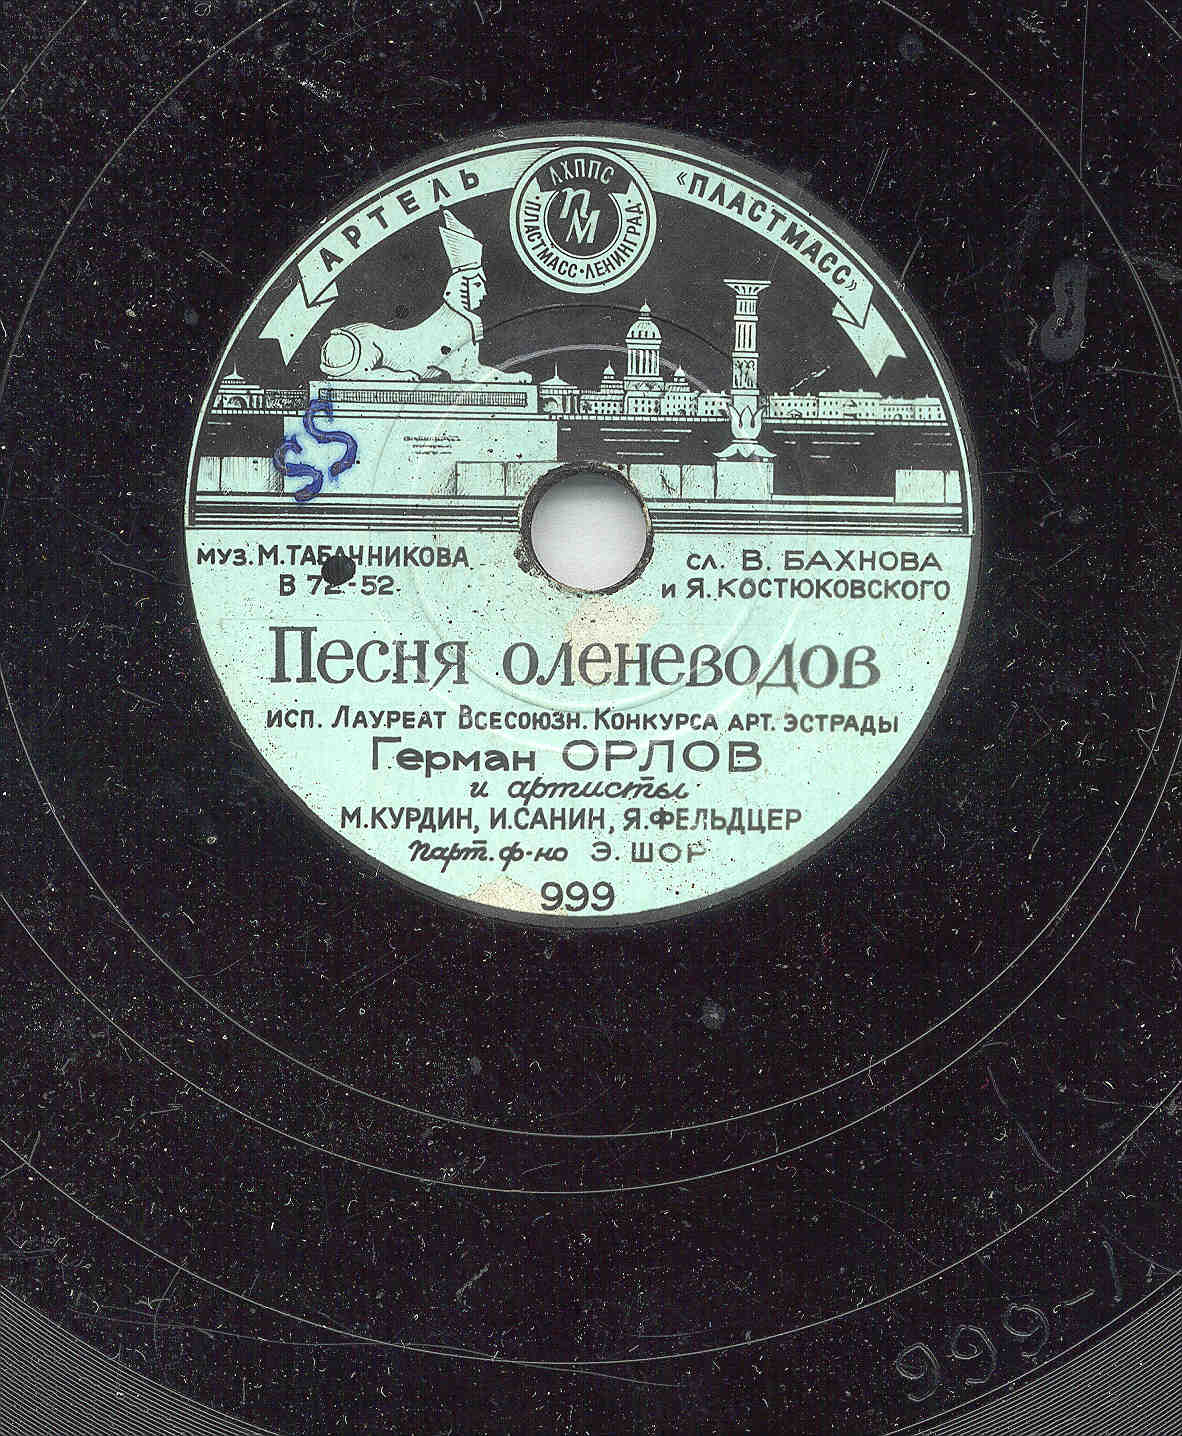 АРТЕЛЬ «ПЛАСТМАСС»
ЛХППС
ПМ
ПЛАСТМАСС·ЛЕНИНГРАД
муз. М. ТАБАЧНИКОВА
В 72-52
сл. В. БАХНОВА
и Я. КОСТЮКОВСКОГО
Песня оленеводов
исп. Лауреат Всесоюзн. Конкурса арт. эстрады
Герман ОРЛОВ
и артисты
М. КУРДИН, И. САНИН, Я. ФЕЛЬДЦЕР
парт. ф-но Э. ШОР
999
999-1